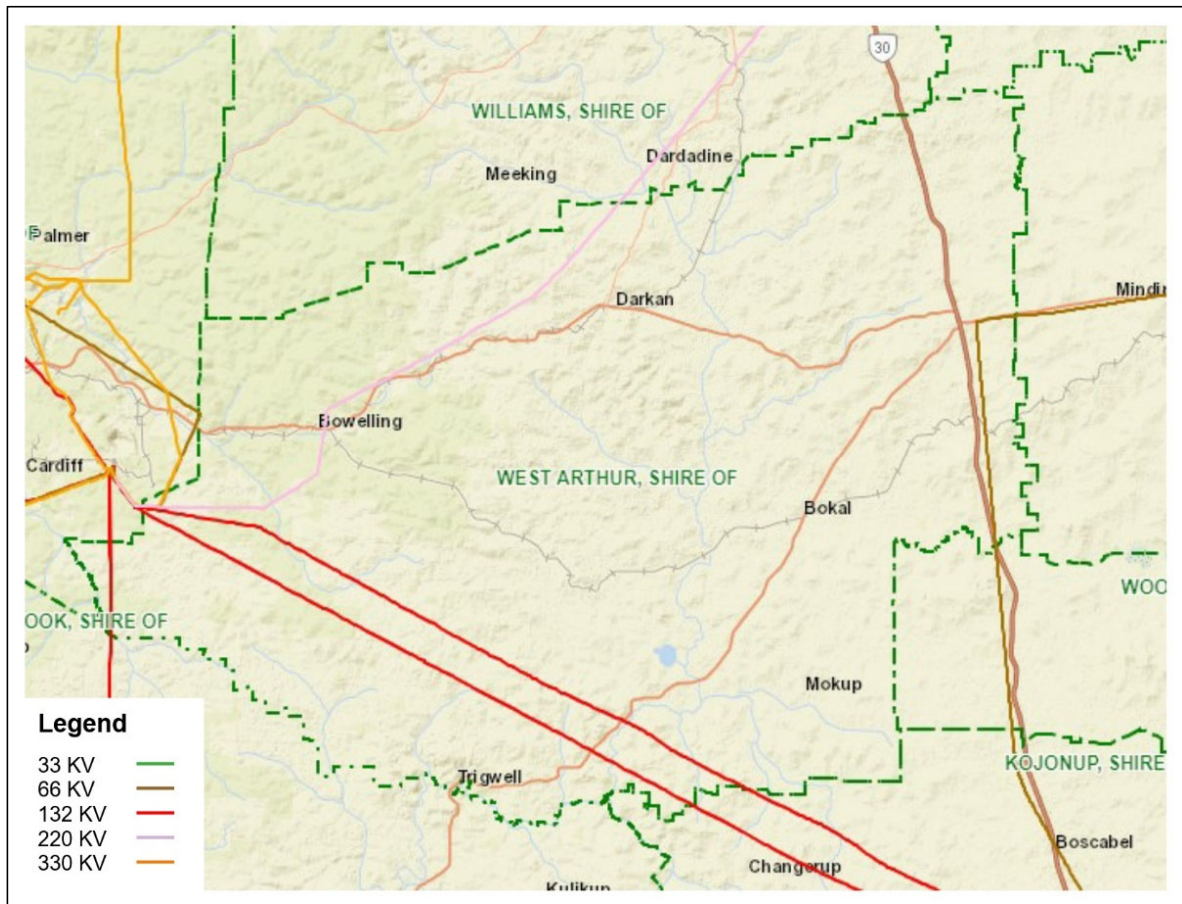 30
WILLIAMS, SHIRE OF
Dardadine
Meeking
Palmer
Darkan
Mindin
Bowelling
Cardiff
WEST ARTHUR, SHIRE OF
Bokal
WOO
OOK, SHIRE OF
Mokup
Legend
KOJONUP, SHIRE
33 KV
Trigwell
66 KV
132 KV
220 KV
330 KV
Boscabel
Changerup
Kulikup